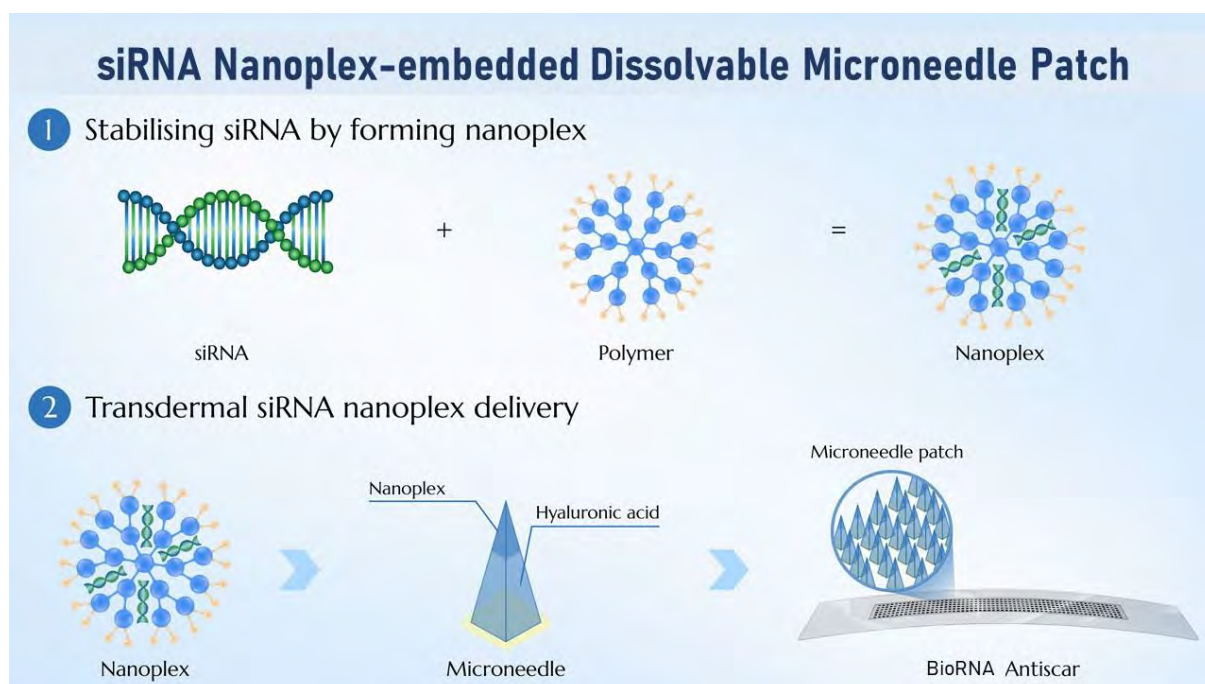 siRNA Nanoplex-embedded Dissolvable Microneedle Patch
1 Stabilising siRNA by forming nanoplex
+
=
siRNA
Polymer
Nanoplex
2 Transdermal siRNA nanoplex delivery
Microneedle patch
Nanoplex
Hyaluronic acid
Nanoplex
Microneedle
BioRNA Antiscar